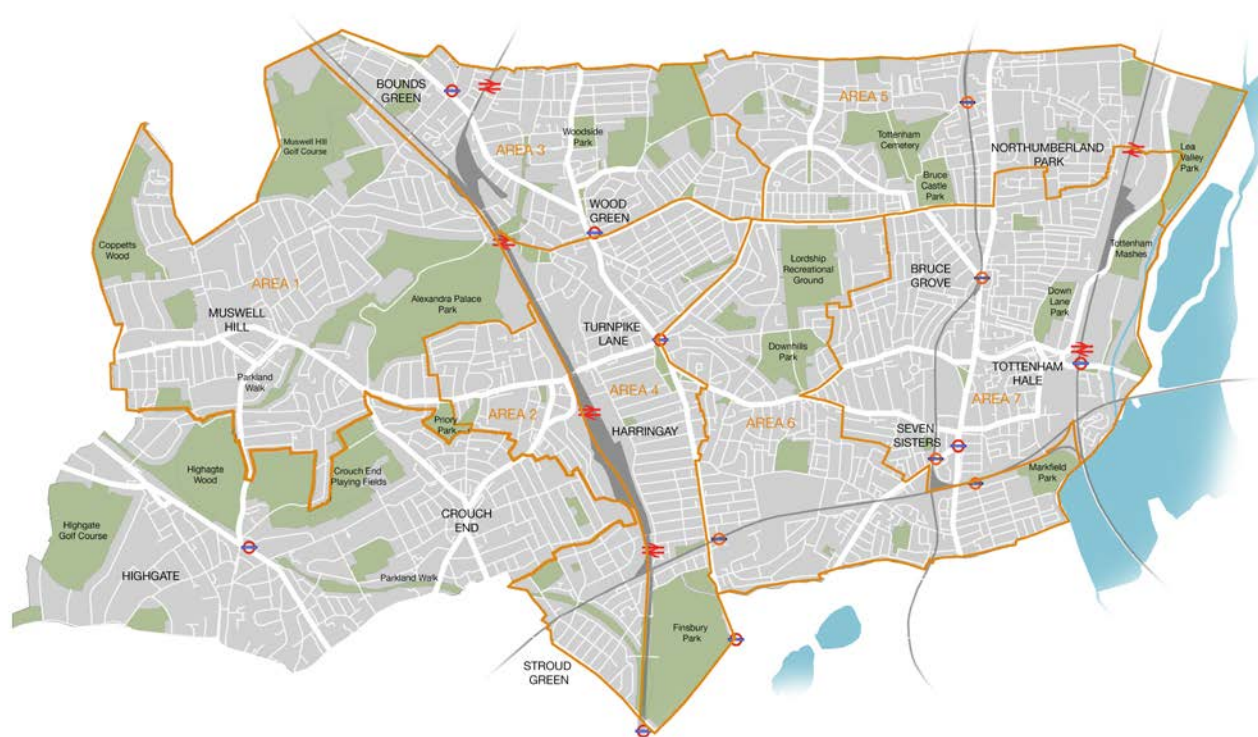 BOUNDS
GREEN
AREA 5
Woodside
Park
Tottenham
Cemetery
Muswell Hill
Golf Course
AREA 3
NORTHUMBERLAND
PARK
Lea
Valley
Park
Bruce
Castle
Park
WOOD
GREEN
Coppetts
Wood
Tottenham
Mashes
Lordship
Recreational
Ground
BRUCE
GROVE
AREA 1
Alexandra Palace
Park
Down
Lane
Park
MUSWELL
HILL
TURNPIKE
LANE
Downhills
Park
TOTTENHAM
HALE
Parkland
Walk
AREA 4
AREA 7
AREA 2
Priory
Park
AREA 6
HARRINGAY
SEVEN
SISTERS
Highagte
Wood
Crouch End
Playing Fields
Markfield
Park
CROUCH
END
Highgate
Golf Course
HIGHGATE
Parkland Walk
Finsbury
Park
STROUD
GREEN